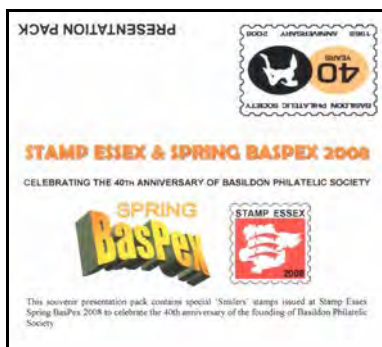 PRESENTATION PACK
BASILDON PHILATELIC SOCIETY
40
YEARS
1968 ANNIVERSARY 2008
STAMP ESSEX & SPRING BASPEX 2008
CELEBRATING THE 40TH ANNIVERSARY OF BASILDON PHILATELIC SOCIETY
SPRING
BasPex
STAMP ESSEX
2008
This souvenir presentation pack contains special 'Smilers' stamps issued at Stamp Essex
Spring BasPex 2008 to celebrate the 40th anniversary of the founding of Basildon Philatelic
Society